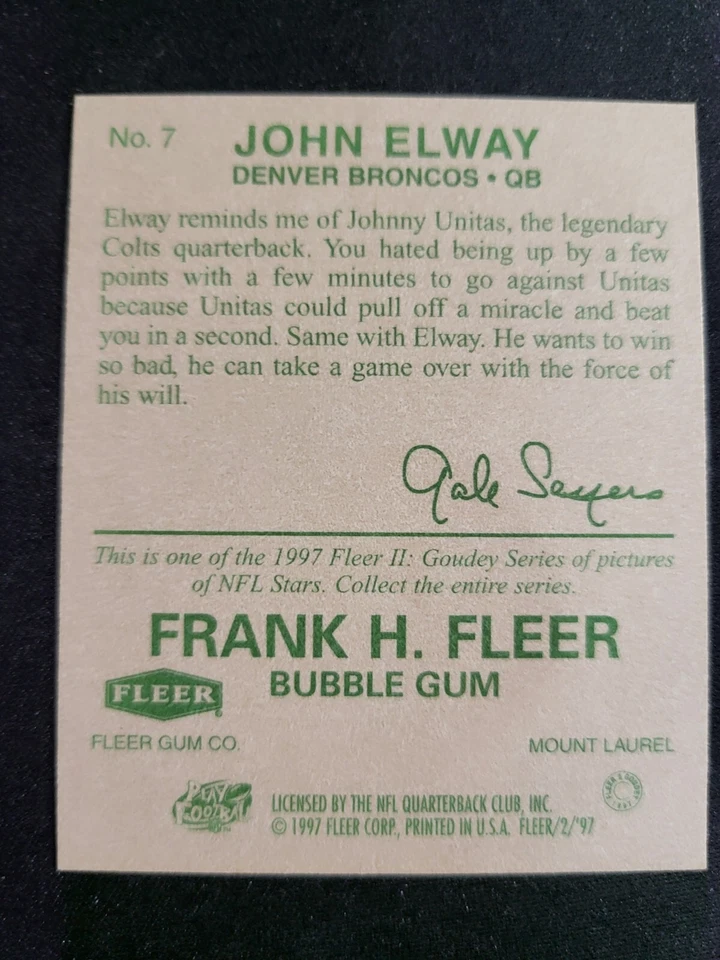 No. 7
JOHN ELWAY
DENVER BRONCOS • QB
Elway reminds me of Johnny Unitas, the legendary
Colts quarterback. You hated being up by a few
points with a few minutes to go against Unitas
because Unitas could pull off a miracle and beat
you in a second. Same with Elway. He wants to win
so bad, he can take a game over with the force of
his will.
Gale Sayers
This is one of the 1997 Fleer II: Goudey Series of pictures
of NFL Stars. Collect the entire series.
FRANK H. FLEER
BUBBLE GUM
FLEER®
FLEER GUM CO.
MOUNT LAUREL
PLAY
FOOTBALL
LICENSED BY THE NFL QUARTERBACK CLUB, INC.
© 1997 FLEER CORP., PRINTED IN U.S.A. FLEER/2/'97